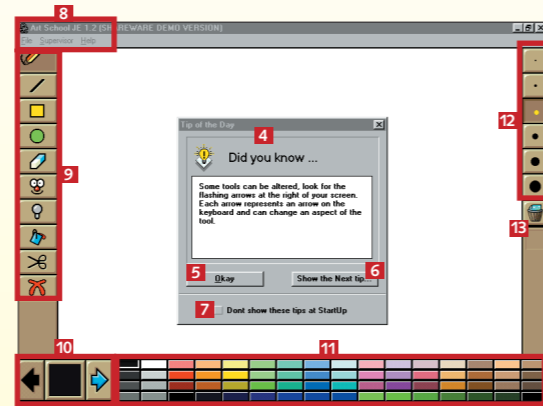 8
Art School JE 1.2 (SHAREWARE DEMO VERSION)
File Supervisor Help
Tip of the Day
4
Did you know ...
12
9
Some tools can be altered, look for the
flashing arrows at the right of your screen.
Each arrow represents an arrow on the
keyboard and can change an aspect of the
tool.
13
5
Okay
6
Show the Next tip...
7
Dont show these tips at StartUp
10
11